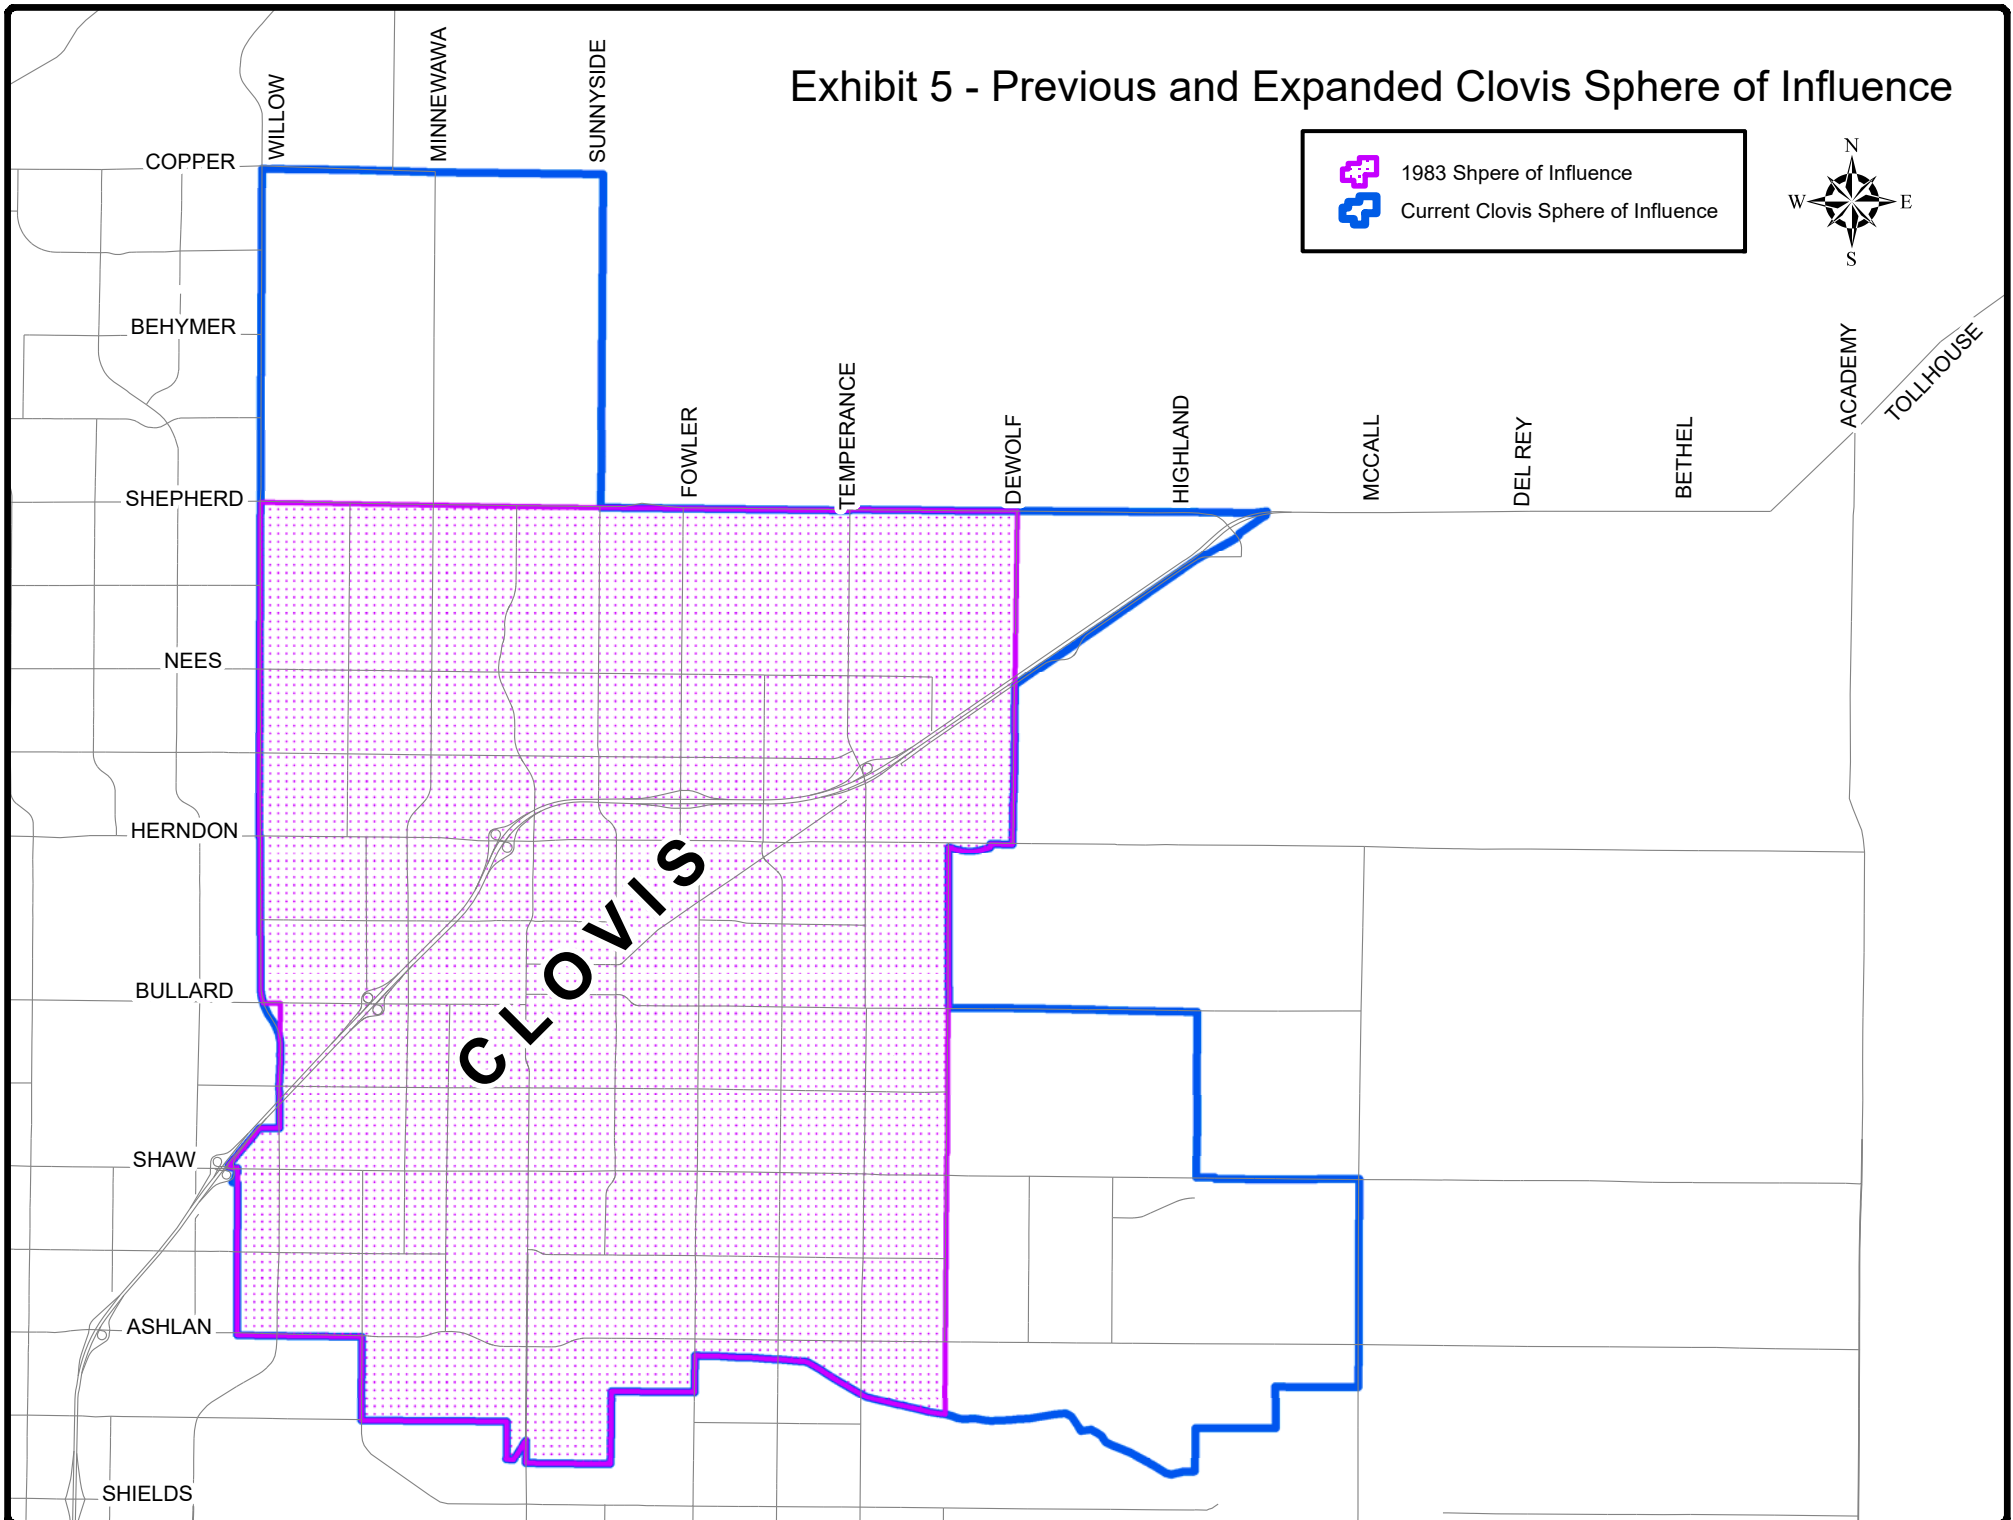 WILLOW
MINNEWAWA
SUNNYSIDE
Exhibit 5 - Previous and Expanded Clovis Sphere of Influence
1983 Shpere of Influence
Current Clovis Sphere of Influence
N
W
E
S
COPPER
BEHYMER
SHEPHERD
FOWLER
TEMPERANCE
DEWOLF
HIGHLAND
MCCALL
DEL REY
BETHEL
ACADEMY
TOLLHOUSE
NEES
HERNDON
CLOVIS
BULLARD
SHAW
ASHLAN
SHIELDS